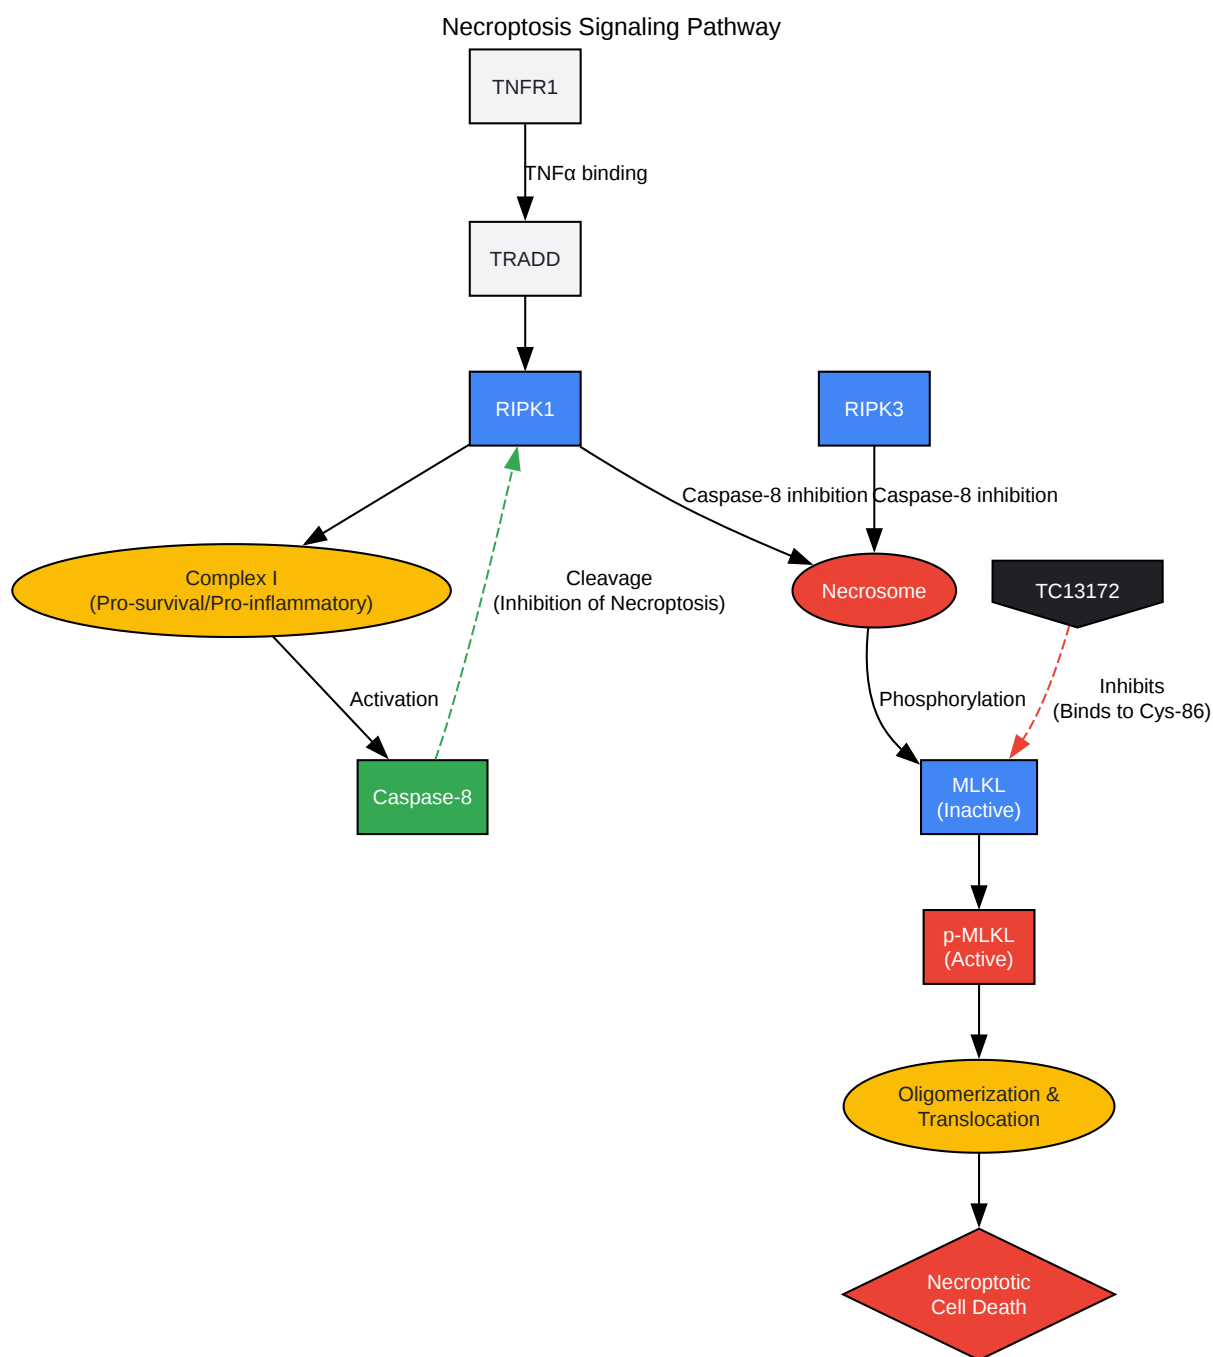 Necroptosis Signaling Pathway
TNFR1
TNFα binding
TRADD
RIPK1
RIPK3
Caspase-8 inhibition
Caspase-8 inhibition
Complex I
(Pro-survival/Pro-inflammatory)
Cleavage
(Inhibition of Necroptosis)
Necrosome
TC13172
Activation
Phosphorylation
Inhibits
(Binds to Cys-86)
Caspase-8
MLKL
(Inactive)
p-MLKL
(Active)
Oligomerization &
Translocation
Necroptotic
Cell Death